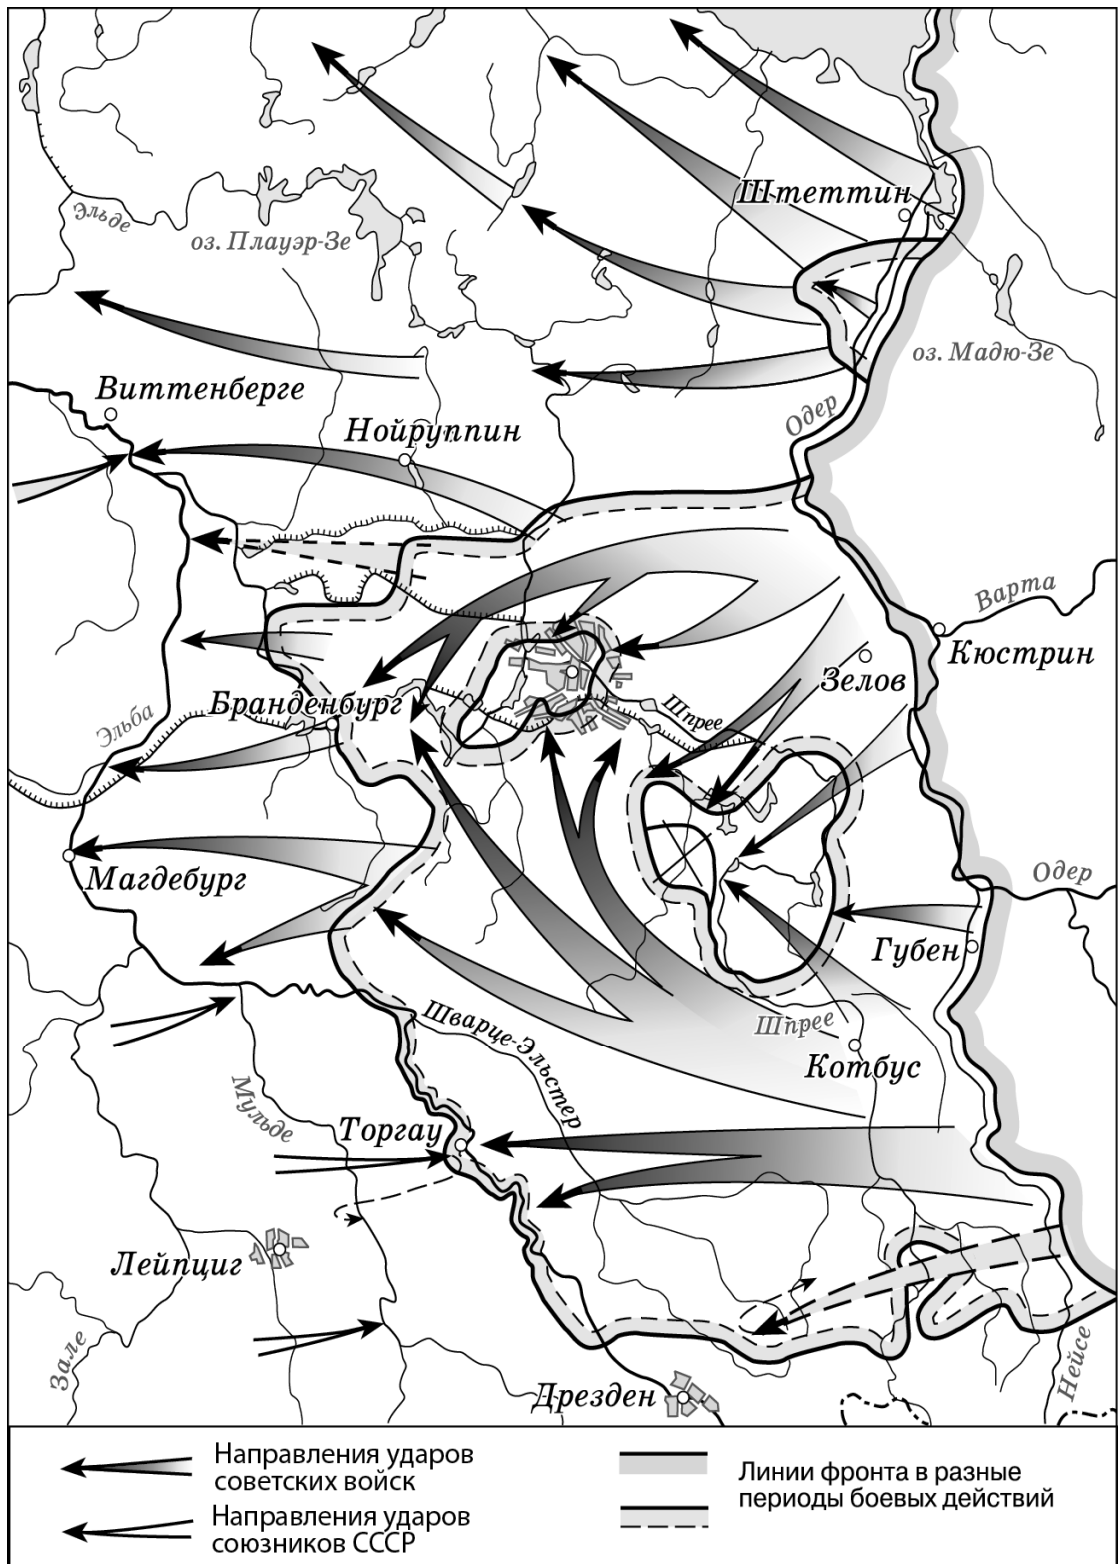 Штеттин
Эльде
оз. Плауэр-Зе
оз. Мадю-Зе
Виттенберге
Одер
Нойруппин
Варта
Кюстрин
Зелов
Бранденбург
Шпрее
Эльба
Магдебург
Одер
Губен
Шварце-Эльстер
Шпрее
Котбус
Мульде
Торгау
Лейпциг
Зале
Нейсе
Дрезден
Направления ударов
советских войск
Направления ударов
союзников СССР
Линии фронта в разные
периоды боевых действий